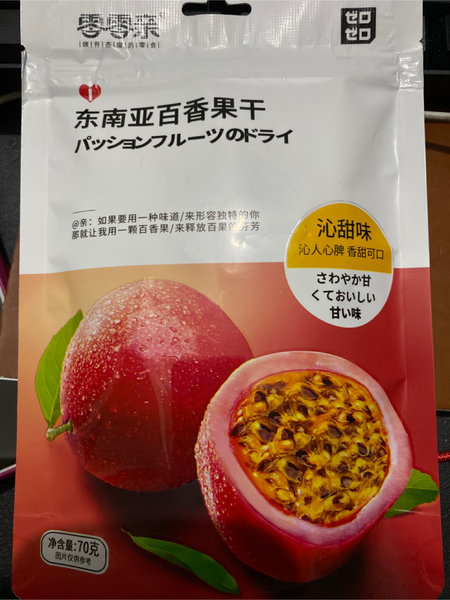 零零亲
做有态度的零食
ゼロ
ゼロ
东南亚百香果干
パッションフルーツのドライ
@亲：如果要用一种味道/来形容独特的你
那就让我用一颗百香果/来释放百果的芬芳
沁甜味
沁人心脾 香甜可口
さわやか甘
くておいしい
甘い味
净含量:70克
图片仅供参考